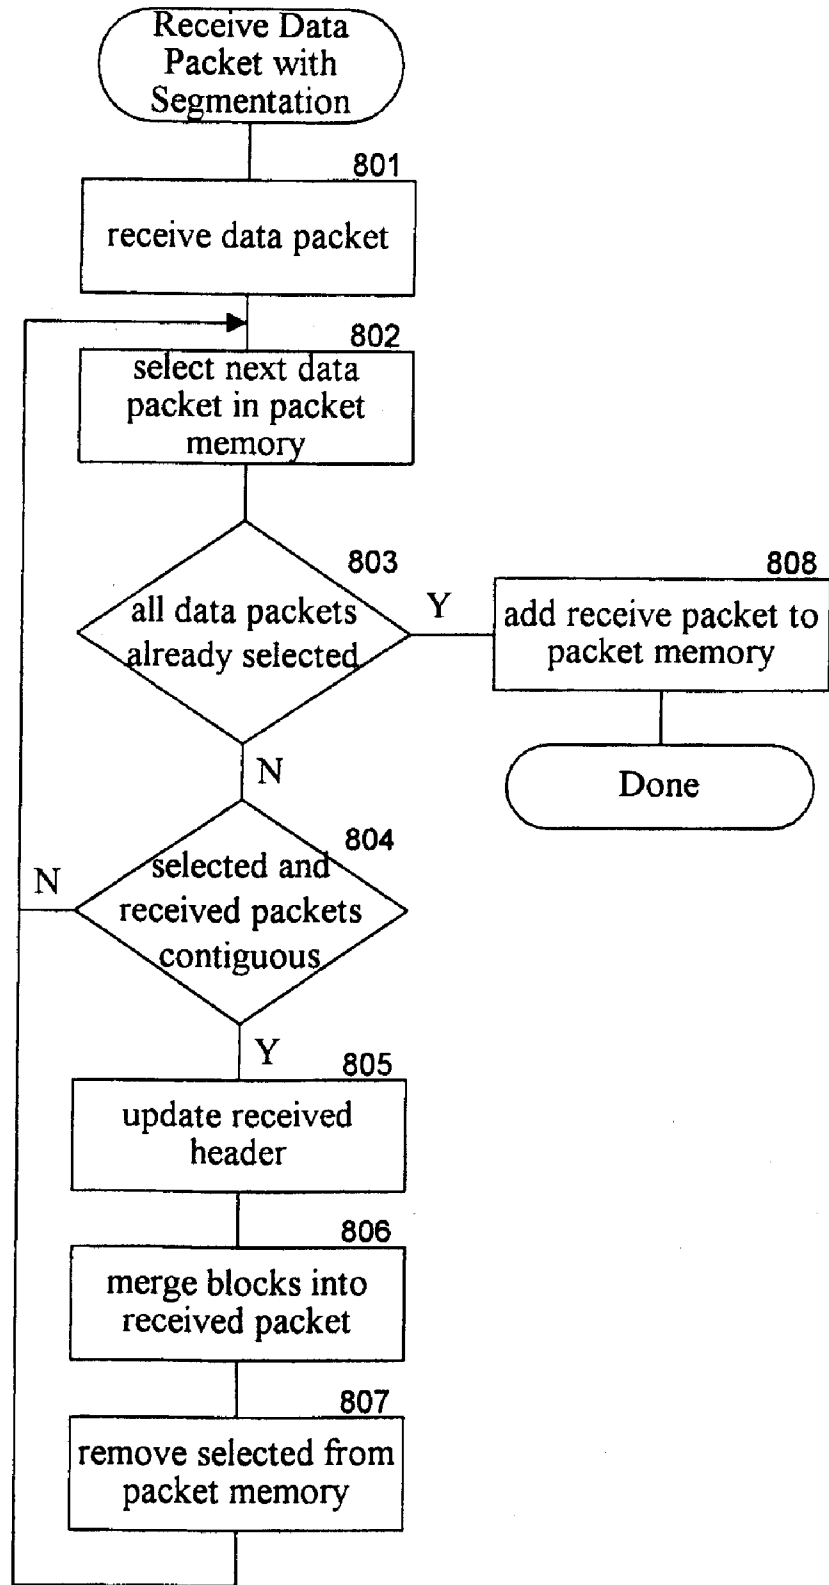 Receive Data
Packet with
Segmentation
801
receive data packet
802
select next data
packet in packet
memory
803
all data packets
already selected
Y
808
add receive packet to
packet memory
Done
N
804
selected and
received packets
contiguous
N
Y
805
update received
header
806
merge blocks into
received packet
807
remove selected from
packet memory